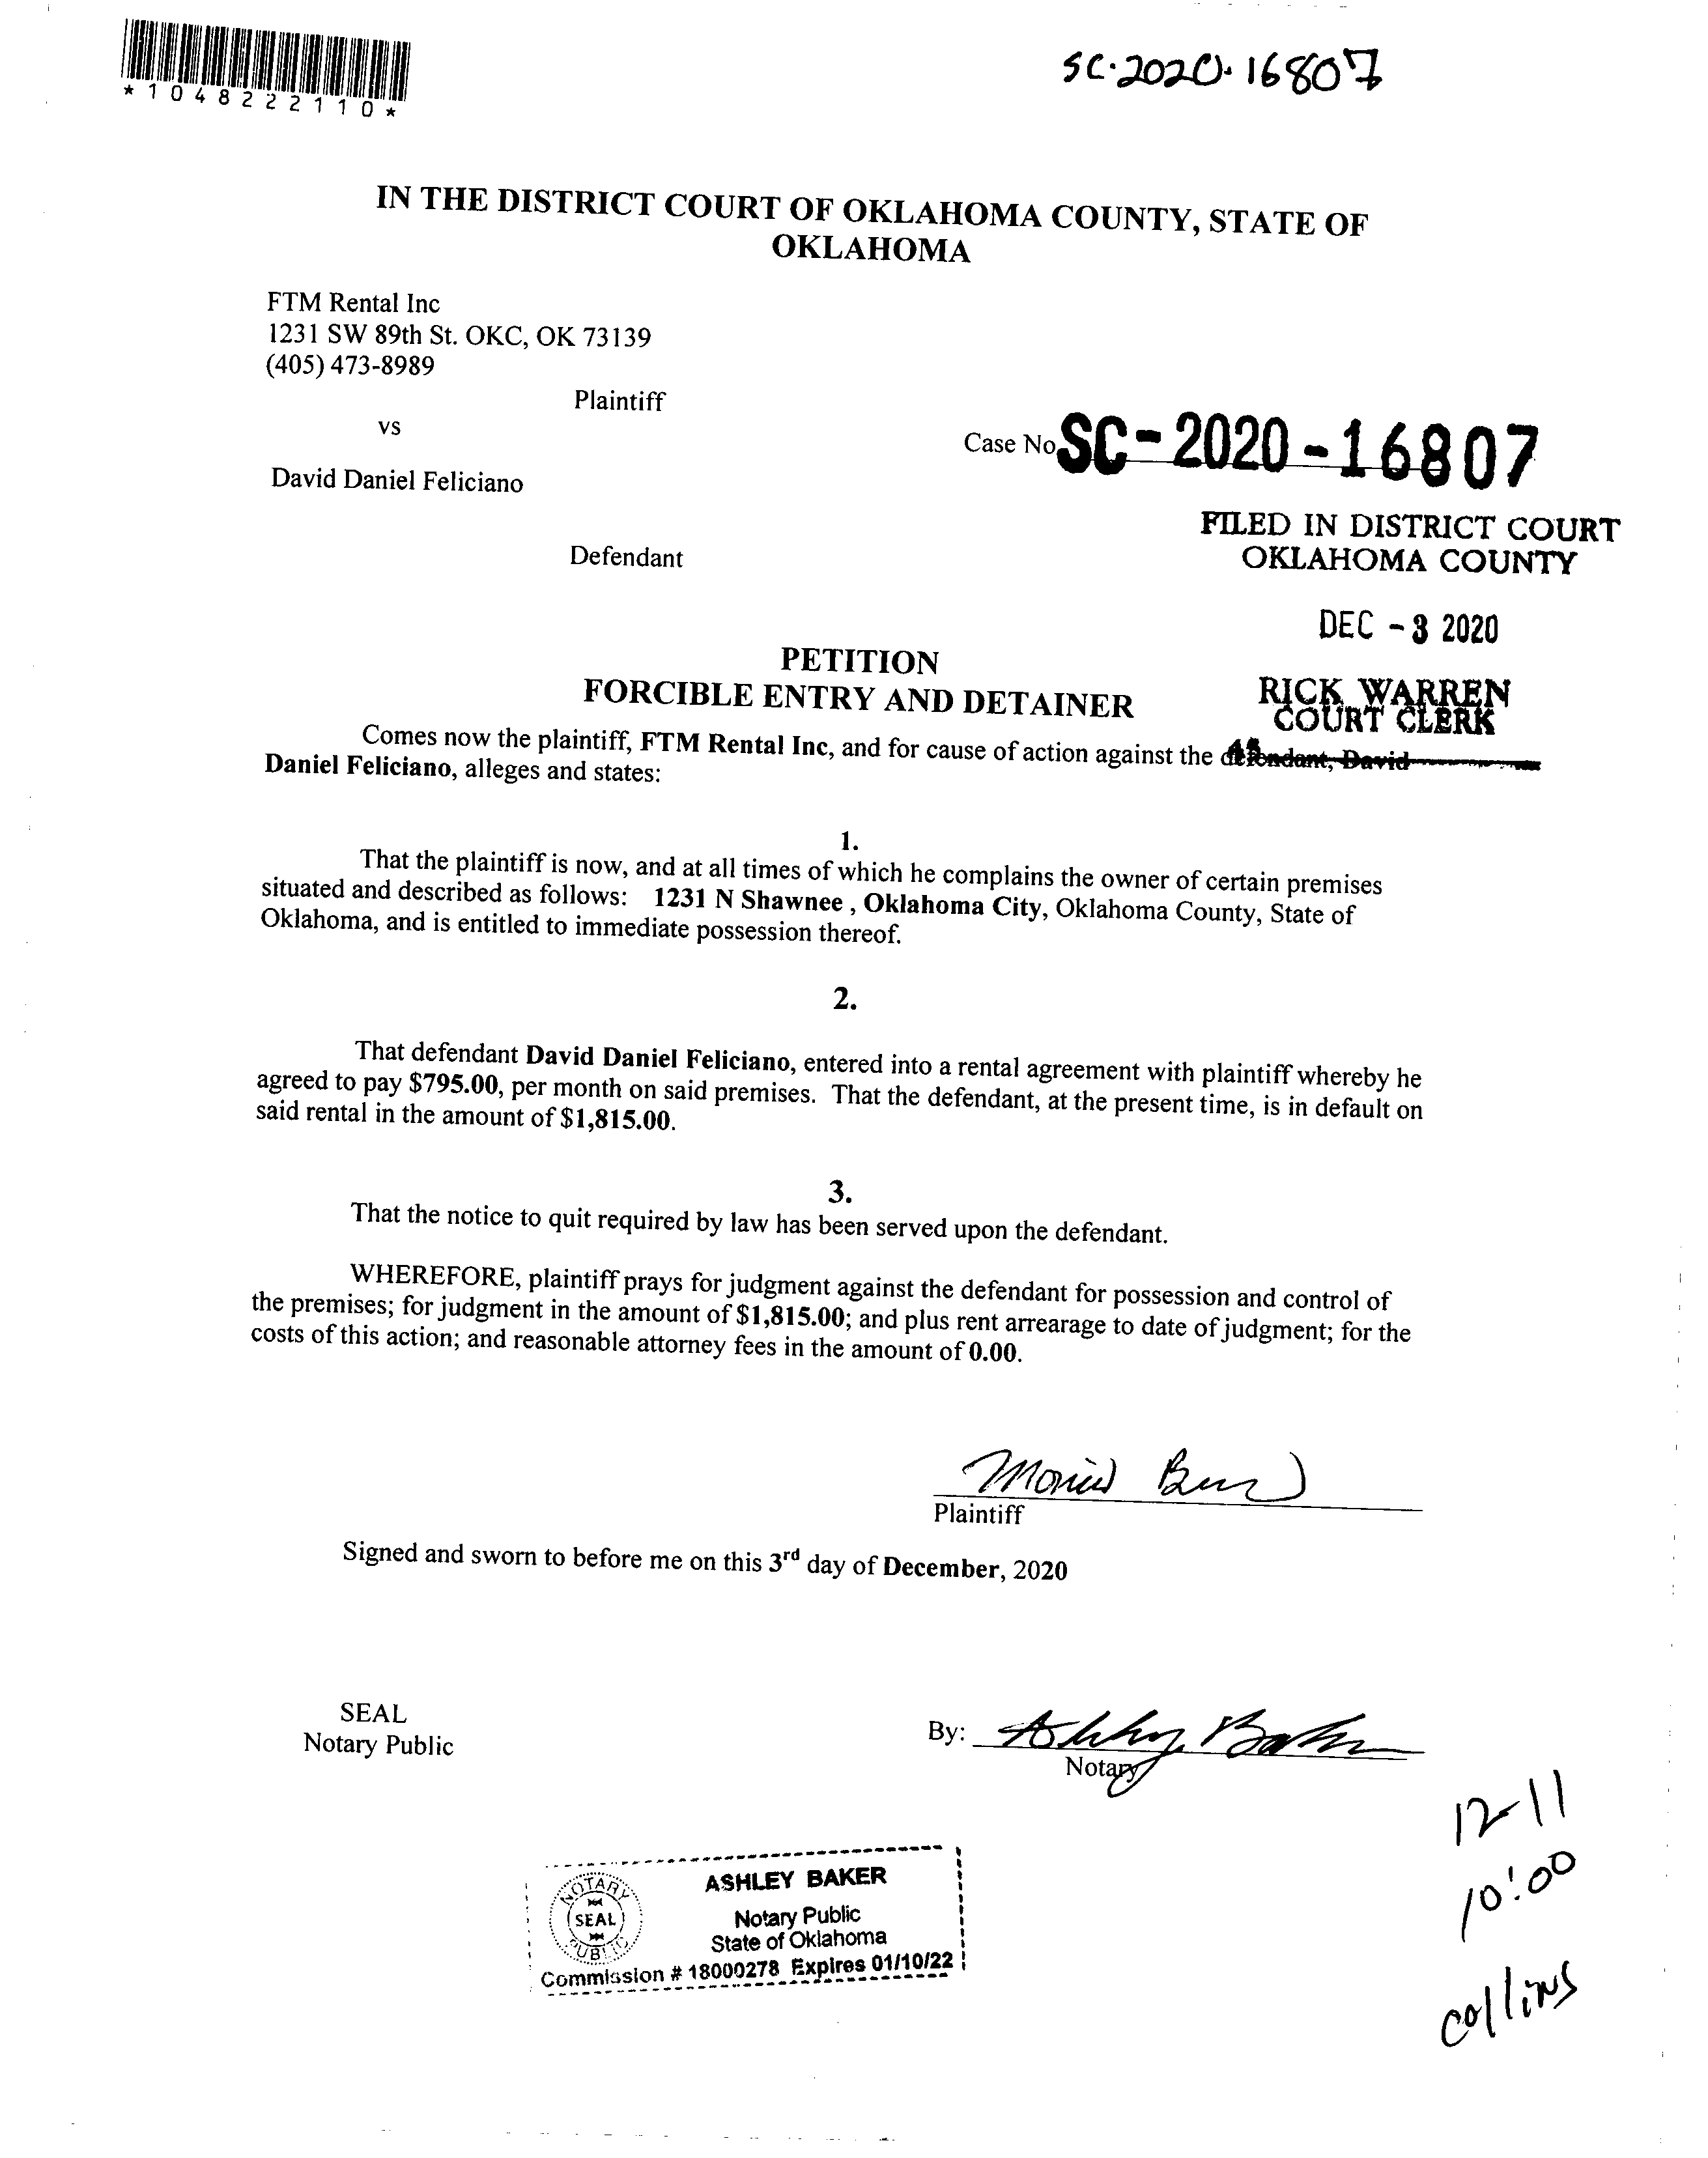 *1048222110*
SC-2020-16807
IN THE DISTRICT COURT OF OKLAHOMA COUNTY, STATE OF
OKLAHOMA
FTM Rental Inc
1231 SW 89th St. OKC, OK 73139
(405) 473-8989
Plaintiff
vs
Case No SC-2020-16807
David Daniel Feliciano
FILED IN DISTRICT COURT
OKLAHOMA COUNTY
Defendant
DEC -3 2020
PETITION
FORCIBLE ENTRY AND DETAINER
RICK WARREN
COURT CLERK
Comes now the plaintiff, FTM Rental Inc, and for cause of action against the defendant, David
Daniel Feliciano, alleges and states:
1.
That the plaintiff is now, and at all times of which he complains the owner of certain premises
situated and described as follows: 1231 N Shawnee , Oklahoma City, Oklahoma County, State of
Oklahoma, and is entitled to immediate possession thereof.
2.
That defendant David Daniel Feliciano, entered into a rental agreement with plaintiff whereby he
agreed to pay $795.00, per month on said premises. That the defendant, at the present time, is in default on
said rental in the amount of $1,815.00.
3.
That the notice to quit required by law has been served upon the defendant.
WHEREFORE, plaintiff prays for judgment against the defendant for possession and control of
the premises; for judgment in the amount of $1,815.00; and plus rent arrearage to date of judgment; for the
costs of this action; and reasonable attorney fees in the amount of 0.00.
Plaintiff
Signed and sworn to before me on this 3rd day of December, 2020
SEAL
Notary Public
By: Ashley Baker
Notary
12-11
10:00
collins
NOTARY
SEAL
PUBLIC
ASHLEY BAKER
Notary Public
State of Oklahoma
Commission # 18000278 Expires 01/10/22